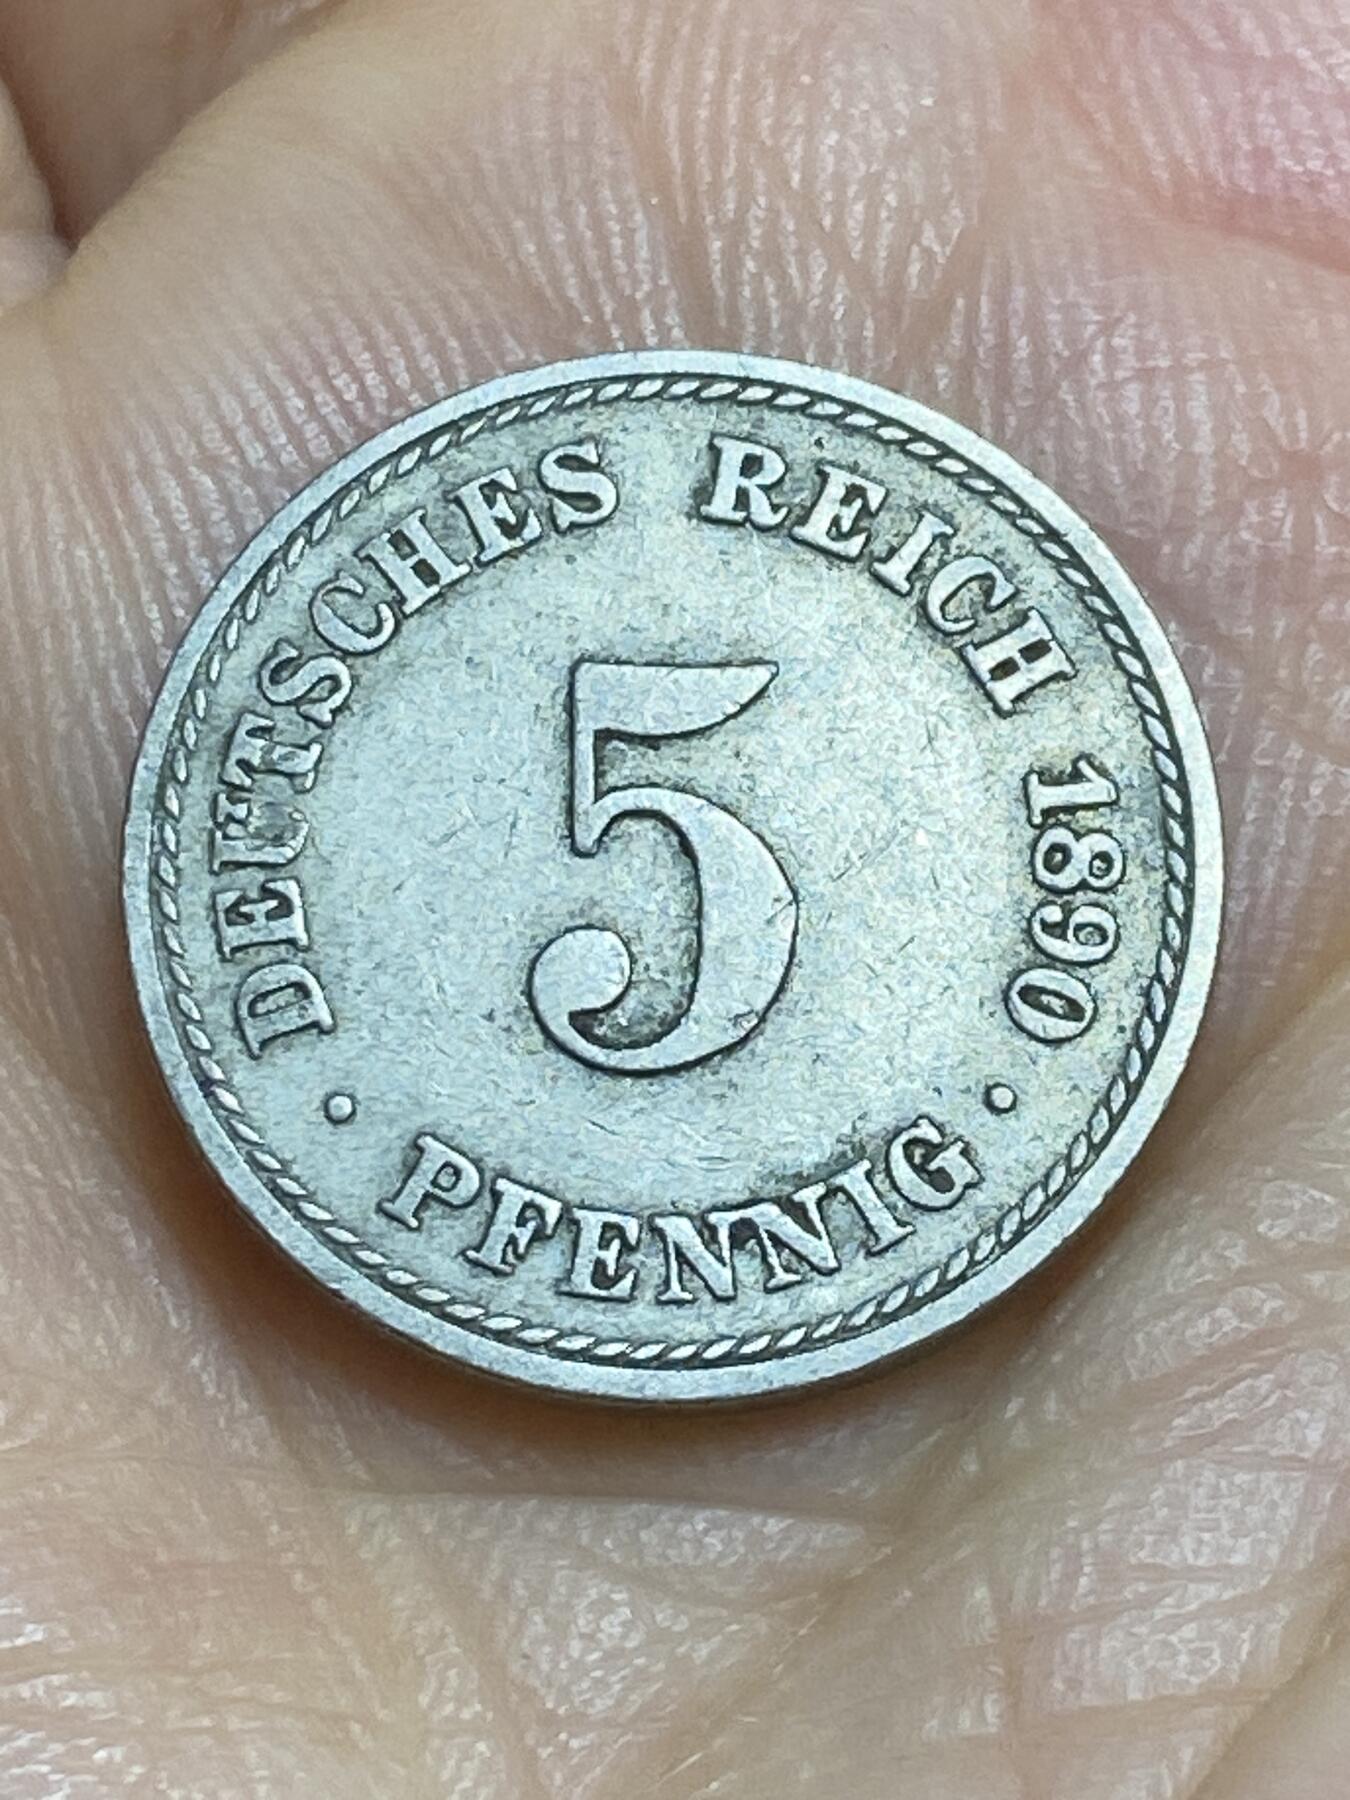 DEUTSCHES REICH 1890
5
• PFENNIG •